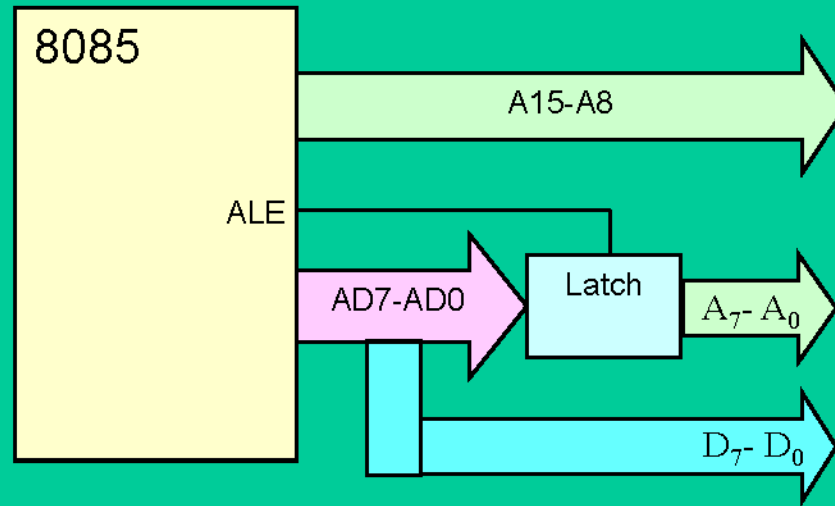 8085
A15-A8
ALE
AD7-AD0
Latch
A₇- A₀
D₇- D₀